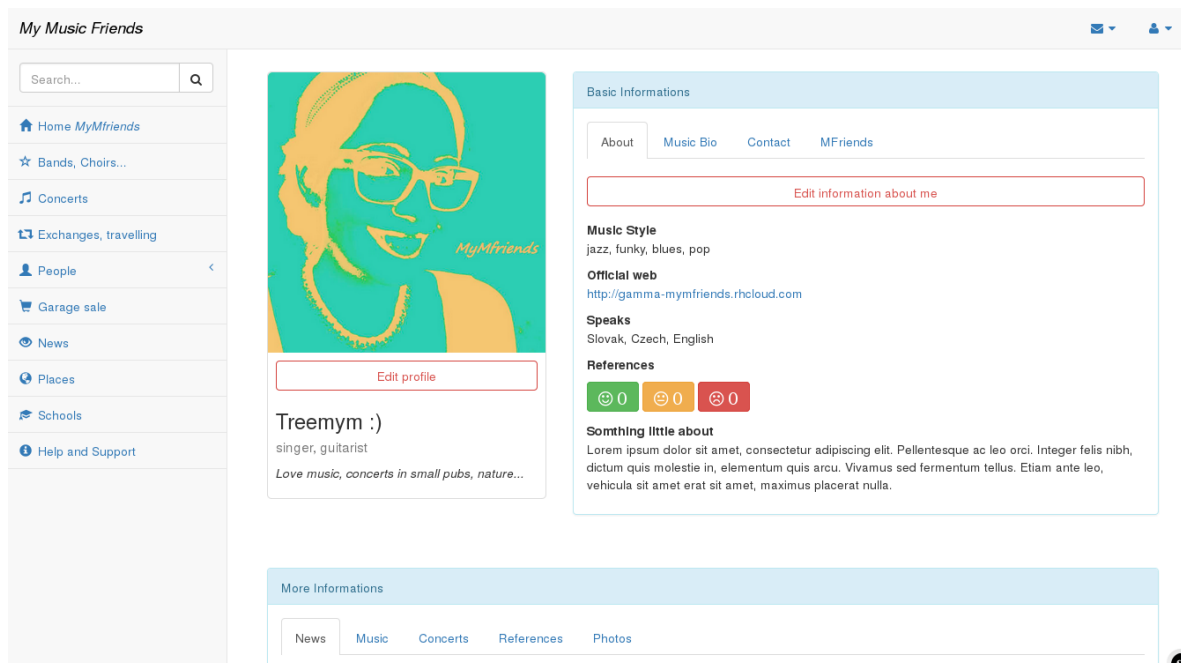 My Music Friends
Search...
Home MyMfriends
Bands, Choirs...
Concerts
Exchanges, travelling
People
Garage sale
News
Places
Schools
Help and Support
MyMfriends
Edit profile
Treemym :)
singer, guitarist
Love music, concerts in small pubs, nature...
Basic Informations
About Music Bio Contact MFriends
Edit information about me
Music Style
jazz, funky, blues, pop
Official web
http://gamma-mymfriends.rhcloud.com
Speaks
Slovak, Czech, English
References
0 0 0
Somthing little about
Lorem ipsum dolor sit amet, consectetur adipiscing elit. Pellentesque ac leo orci. Integer felis nibh,
dictum quis molestie in, elementum quis arcu. Vivamus sed fermentum tellus. Etiam ante leo,
vehicula sit amet erat sit amet, maximus placerat nulla.
More Informations
News Music Concerts References Photos